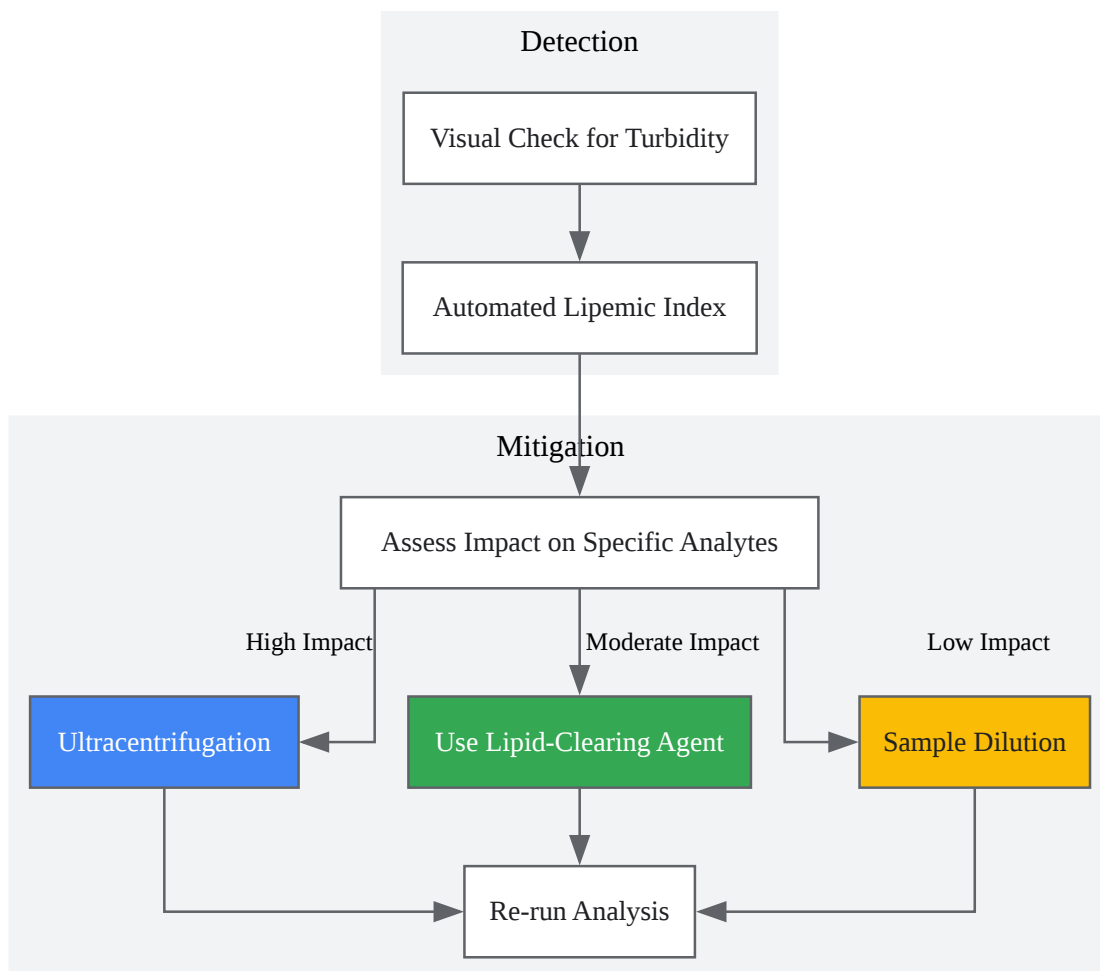 Detection
Visual Check for Turbidity
Automated Lipemic Index
Mitigation
Assess Impact on Specific Analytes
High Impact
Moderate Impact
Low Impact
Ultracentrifugation
Use Lipid-Clearing Agent
Sample Dilution
Re-run Analysis